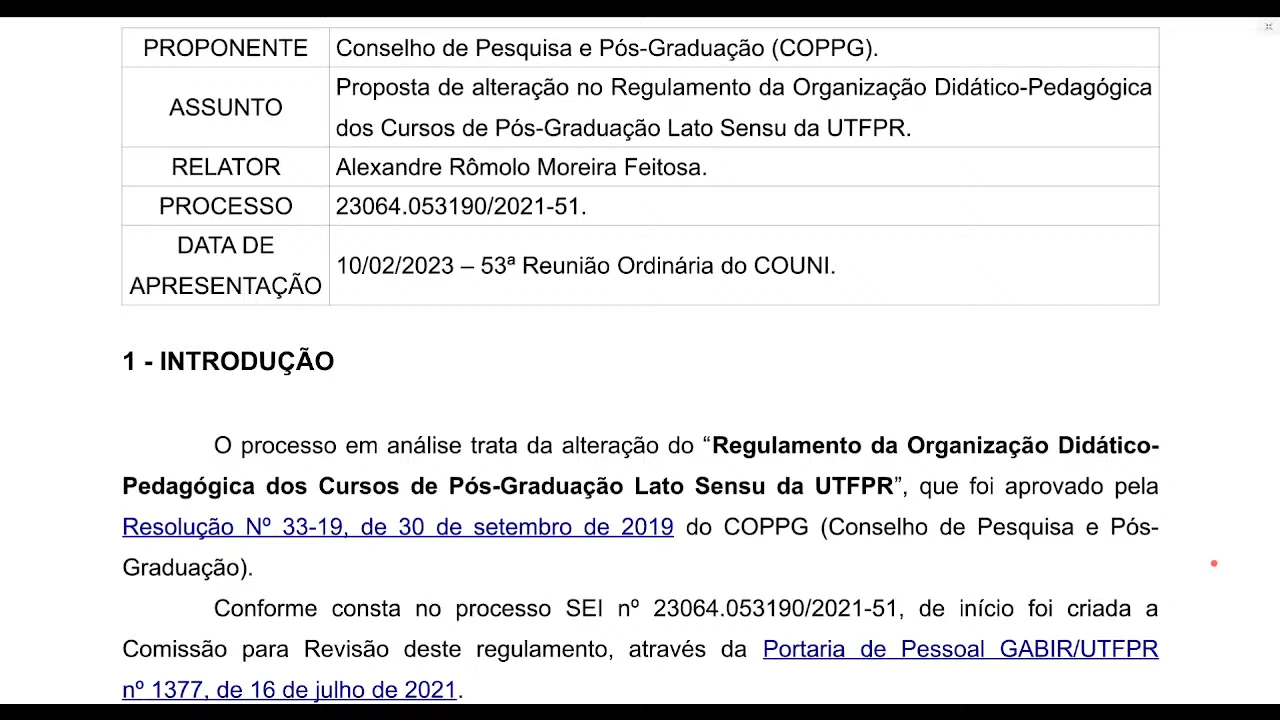 PROPONENTE Conselho de Pesquisa e Pós-Graduação (COPPG).
ASSUNTO Proposta de alteração no Regulamento da Organização Didático-Pedagógica
dos Cursos de Pós-Graduação Lato Sensu da UTFPR.
RELATOR Alexandre Rômolo Moreira Feitosa.
PROCESSO 23064.053190/2021-51.
DATA DE
APRESENTAÇÃO 10/02/2023 – 53ª Reunião Ordinária do COUNI.
1 - INTRODUÇÃO
O processo em análise trata da alteração do “Regulamento da Organização Didático-
Pedagógica dos Cursos de Pós-Graduação Lato Sensu da UTFPR”, que foi aprovado pela
Resolução Nº 33-19, de 30 de setembro de 2019 do COPPG (Conselho de Pesquisa e Pós-
Graduação).
Conforme consta no processo SEI nº 23064.053190/2021-51, de início foi criada a
Comissão para Revisão deste regulamento, através da Portaria de Pessoal GABIR/UTFPR
nº 1377, de 16 de julho de 2021.